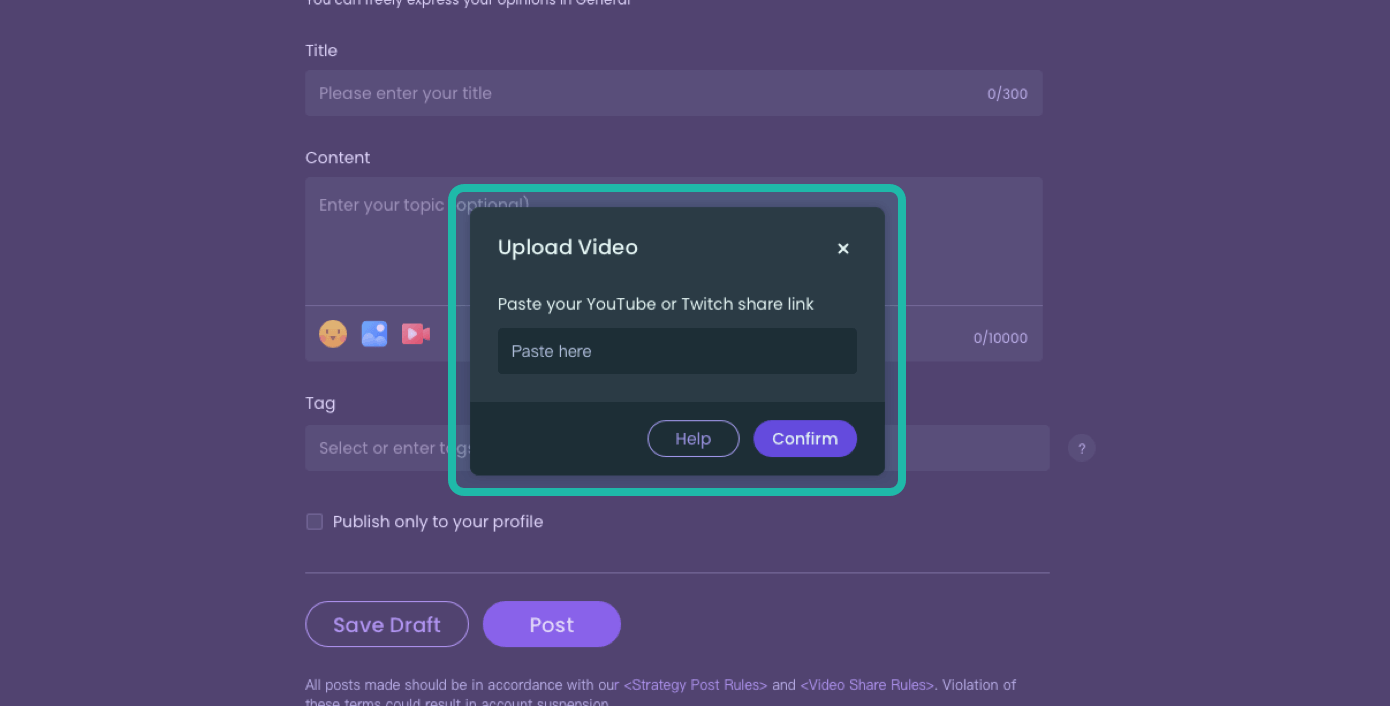 You can freely express your opinions in General
Title
Please enter your title
0/300
Content
Enter your topic (optional)
Upload Video
×
Paste your YouTube or Twitch share link
Paste here
0/10000
Tag
Select or enter tags
Help
Confirm
?
Publish only to your profile
Save Draft
Post
All posts made should be in accordance with our <Strategy Post Rules> and <Video Share Rules>. Violation of
these terms could result in account suspension.